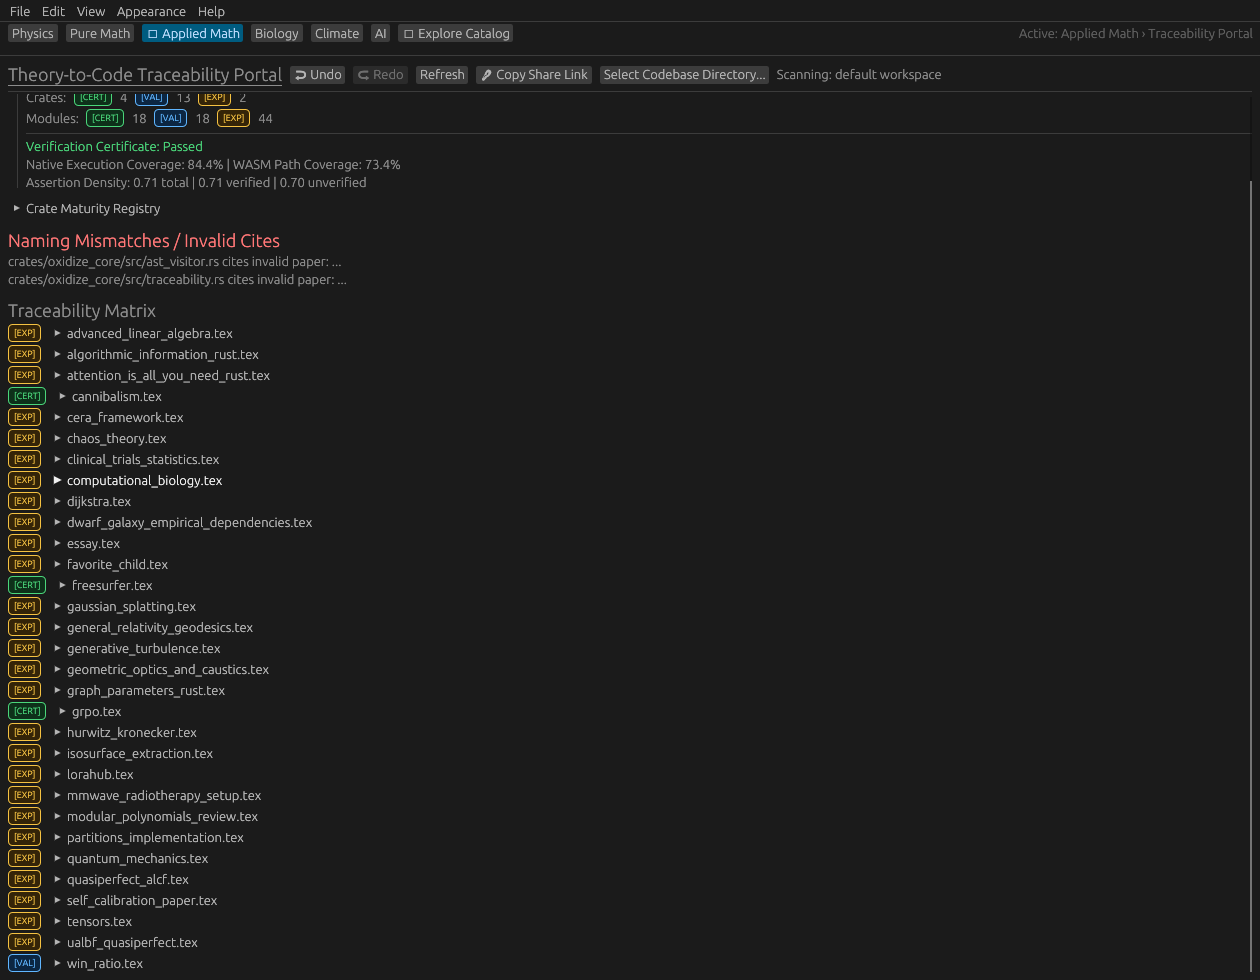 File Edit View Appearance Help
Physics Pure Math Applied Math Biology Climate AI Explore Catalog Active: Applied Math › Traceability Portal
Theory-to-Code Traceability Portal Undo Redo Refresh Copy Share Link Select Codebase Directory... Scanning: default workspace
Crates: [CERT] 4 [VAL] 13 [EXP] 2
Modules: [CERT] 18 [VAL] 18 [EXP] 44
Verification Certificate: Passed
Native Execution Coverage: 84.4% | WASM Path Coverage: 73.4%
Assertion Density: 0.71 total | 0.71 verified | 0.70 unverified
Crate Maturity Registry
Naming Mismatches / Invalid Cites
crates/oxidize_core/src/ast_visitor.rs cites invalid paper: ...
crates/oxidize_core/src/traceability.rs cites invalid paper: ...
Traceability Matrix
[EXP] advanced_linear_algebra.tex
[EXP] algorithmic_information_rust.tex
[EXP] attention_is_all_you_need_rust.tex
[CERT] cannibalism.tex
[EXP] cera_framework.tex
[EXP] chaos_theory.tex
[EXP] clinical_trials_statistics.tex
[EXP] computational_biology.tex
[EXP] dijkstra.tex
[EXP] dwarf_galaxy_empirical_dependencies.tex
[EXP] essay.tex
[EXP] favorite_child.tex
[CERT] freesurfer.tex
[EXP] gaussian_splatting.tex
[EXP] general_relativity_geodesics.tex
[EXP] generative_turbulence.tex
[EXP] geometric_optics_and_caustics.tex
[EXP] graph_parameters_rust.tex
[CERT] grpo.tex
[EXP] hurwitz_kronecker.tex
[EXP] isosurface_extraction.tex
[EXP] lorahub.tex
[EXP] mmwave_radiotherapy_setup.tex
[EXP] modular_polynomials_review.tex
[EXP] partitions_implementation.tex
[EXP] quantum_mechanics.tex
[EXP] quasiperfect_alcf.tex
[EXP] self_calibration_paper.tex
[EXP] tensors.tex
[EXP] ualbf_quasiperfect.tex
[VAL] win_ratio.tex